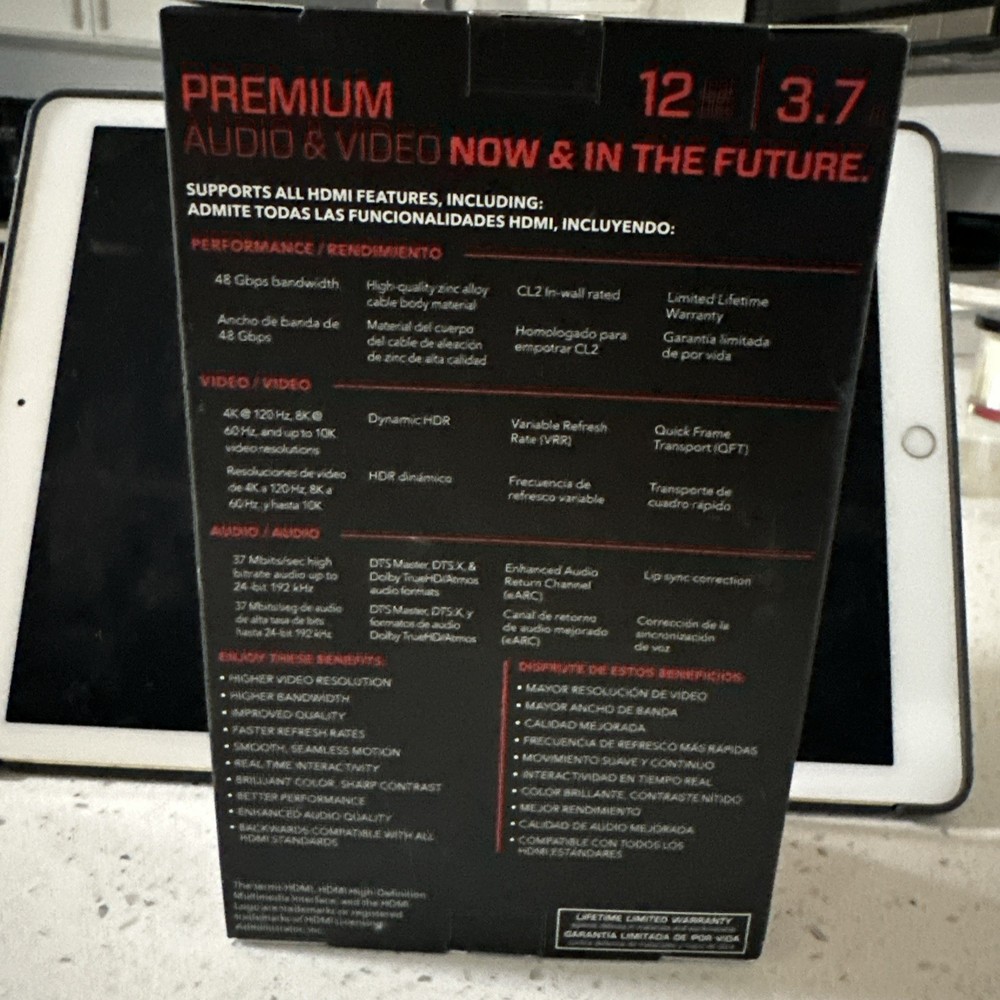 PREMIUM
12 | 3.7
AUDIO & VIDEO NOW & IN THE FUTURE.
SUPPORTS ALL HDMI FEATURES, INCLUDING:
ADMITE TODAS LAS FUNCIONALIDADES HDMI, INCLUYENDO:
PERFORMANCE / RENDIMIENTO
48 Gbps bandwidth
High-quality zinc alloy
cable body material
CL2 In-wall rated
Limited Lifetime
Warranty
Ancho de banda de
48 Gbps
Material del cuerpo
del cable de aleación
de zinc de alta calidad
Homologado para
empotrar CL2
Garantía limitada
de por vida
VIDEO / VIDEO
4K @ 120 Hz, 8K @
60 Hz, and up to 10K
video resolutions
Dynamic HDR
Variable Refresh
Rate (VRR)
Quick Frame
Transport (QFT)
Resoluciones de video
de 4K a 120 Hz, 8K a
60 Hz, y hasta 10K
HDR dinámico
Frecuencia de
refresco variable
Transporte de
cuadro rápido
AUDIO / AUDIO
37 Mbits/sec high
bitrate audio up to
24-bit 192 kHz
DTS Master, DTS:X, &
Dolby TrueHD/Atmos
audio formats
Enhanced Audio
Return Channel
(eARC)
Lip sync correction
37 Mbits/seg de audio
de alta tasa de bits
hasta 24-bit 192 kHz
DTS Master, DTS:X y
formatos de audio
Dolby TrueHD/Atmos
Canal de retorno
de audio mejorado
(eARC)
Corrección de la
sincronización
de voz
ENJOY THESE BENEFITS:
• HIGHER VIDEO RESOLUTION
• HIGHER BANDWIDTH
• IMPROVED QUALITY
• FASTER REFRESH RATES
• SMOOTH, SEAMLESS MOTION
• REAL TIME INTERACTIVITY
• BRILLIANT COLOR, SHARP CONTRAST
• BETTER PERFORMANCE
• ENHANCED AUDIO QUALITY
• BACKWARDS COMPATIBLE WITH ALL
HDMI STANDARDS
DISFRUTE DE ESTOS BENEFICIOS:
• MAYOR RESOLUCIÓN DE VIDEO
• MAYOR ANCHO DE BANDA
• CALIDAD MEJORADA
• FRECUENCIA DE REFRESCO MÁS RÁPIDAS
• MOVIMIENTO SUAVE Y CONTINUO
• INTERACTIVIDAD EN TIEMPO REAL
• COLOR BRILLANTE, CONTRASTE NÍTIDO
• MEJOR RENDIMIENTO
• CALIDAD DE AUDIO MEJORADA
• COMPATIBLE CON TODOS LOS
HDMI ESTÁNDARES
The terms HDMI, HDMI High-Definition
Multimedia Interface, and the HDMI
Logo are trademarks or registered
trademarks of HDMI Licensing
Administrator, Inc.
LIFETIME LIMITED WARRANTY
GARANTÍA LIMITADA DE POR VIDA